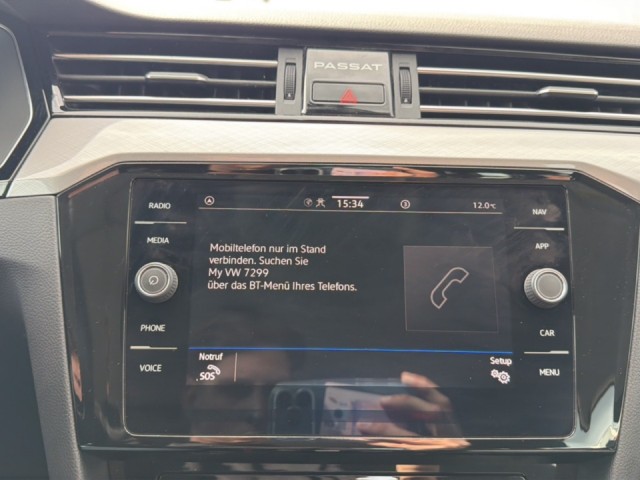 PASSAT
RADIO
MEDIA
PHONE
VOICE
15:34
12.0°C
Mobiltelefon nur im Stand
verbinden. Suchen Sie
My VW 7299
über das BT-Menü Ihres Telefons.
Notruf
SOS
Setup
NAV
APP
CAR
MENU